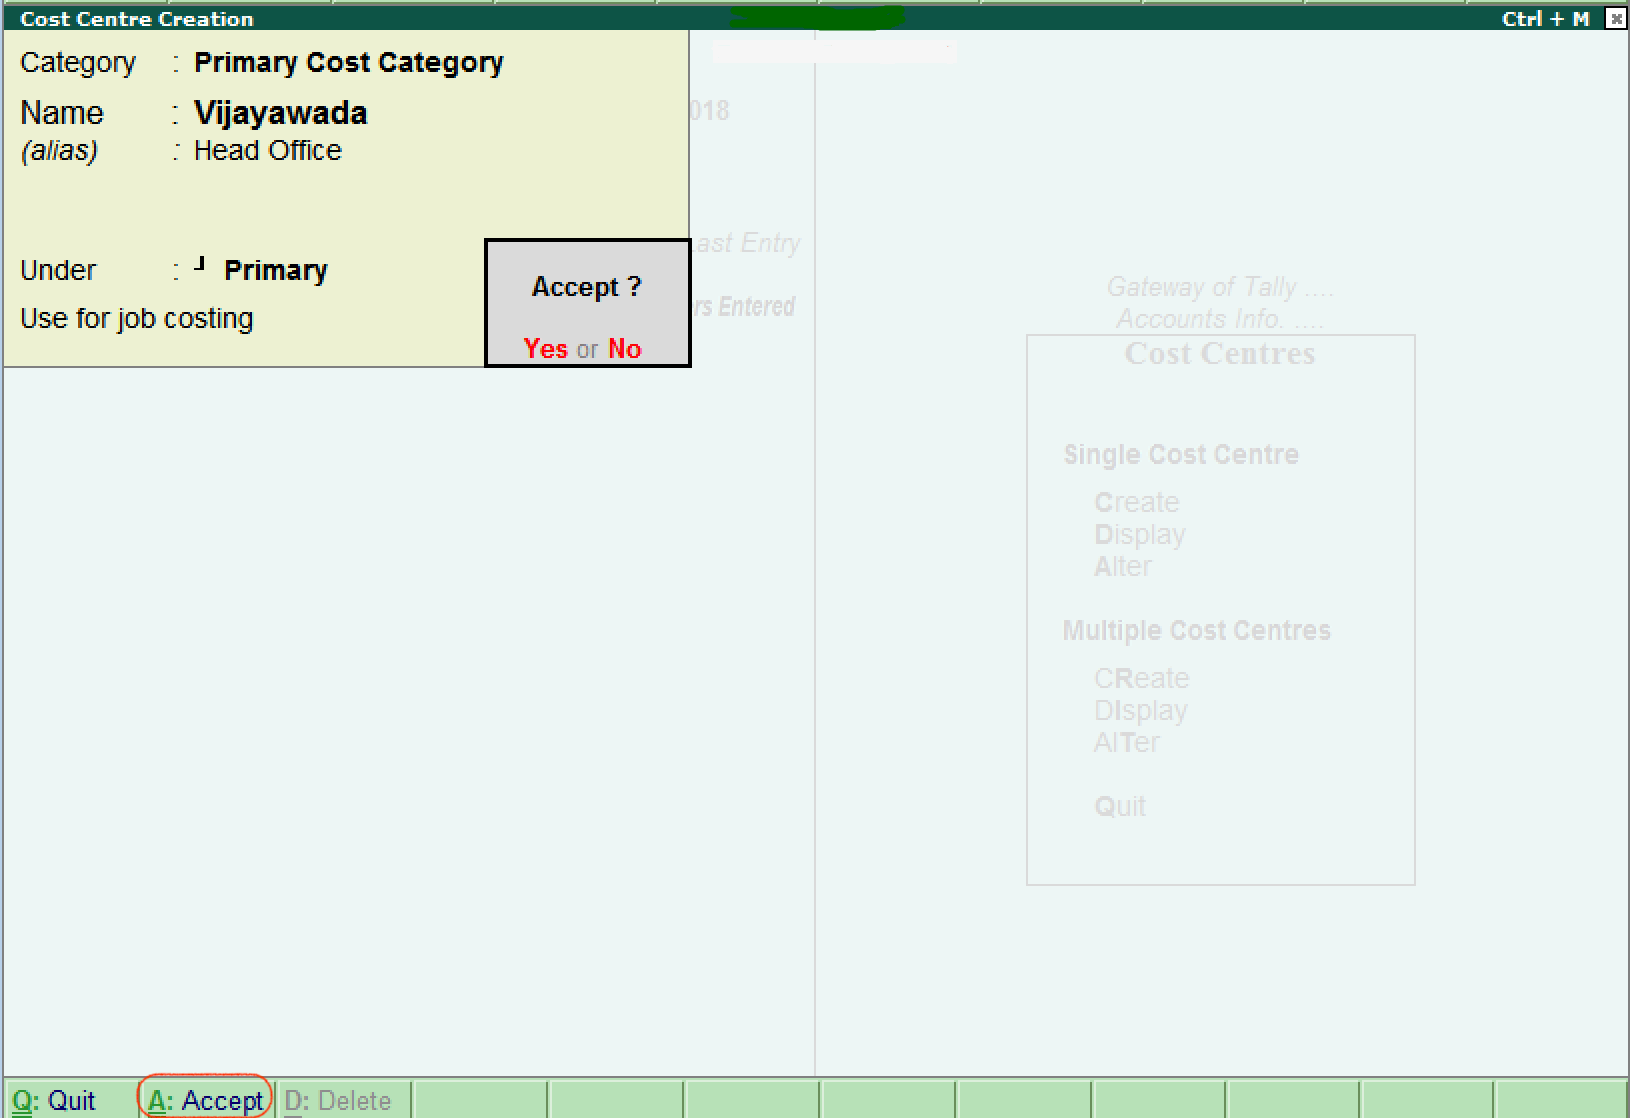 Cost Centre Creation
Ctrl + M
Category : Primary Cost Category
Name : Vijayawada
(alias) : Head Office
Under : ┘ Primary
Use for job costing
Accept ?
Yes or No
018
Entry
Entered
Gateway of Tally ....
Accounts Info. ....
Cost Centres
Single Cost Centre
Create
Display
Alter
Multiple Cost Centres
CReate
DIsplay
AlTer
Quit
Q: Quit A: Accept D: Delete